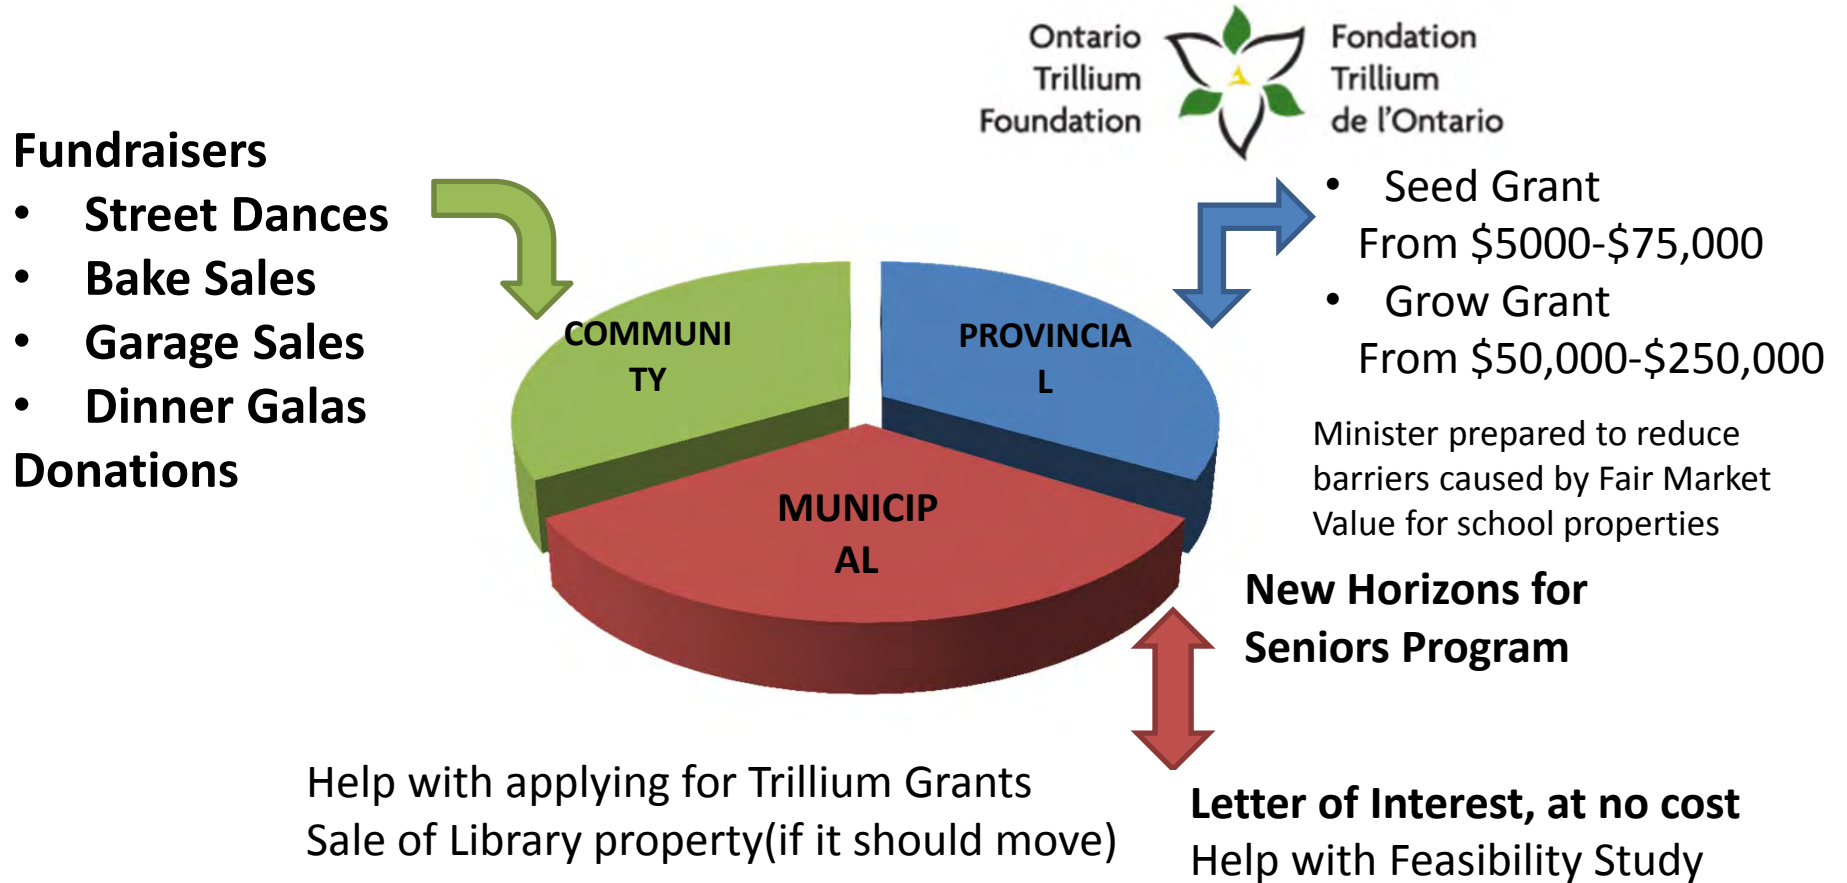 Ontario
Trillium
Foundation
Fondation
Trillium
de l'Ontario
Fundraisers
• Street Dances
• Bake Sales
• Garage Sales
• Dinner Galas
Donations
COMMUNI
TY
PROVINCIA
L
MUNICIP
AL
• Seed Grant
From $5000-$75,000
• Grow Grant
From $50,000-$250,000
Minister prepared to reduce
barriers caused by Fair Market
Value for school properties
New Horizons for
Seniors Program
Help with applying for Trillium Grants
Sale of Library property(if it should move)
Letter of Interest, at no cost
Help with Feasibility Study